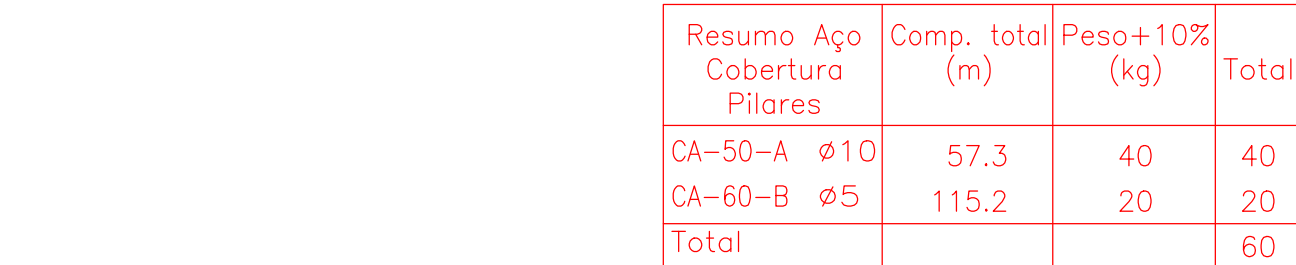 Resumo Aço Comp. total Peso+10%
Cobertura (m) (kg) Total
Pilares
CA-50-A ø10 57.3 40 40
CA-60-B ø5 115.2 20 20
Total 60